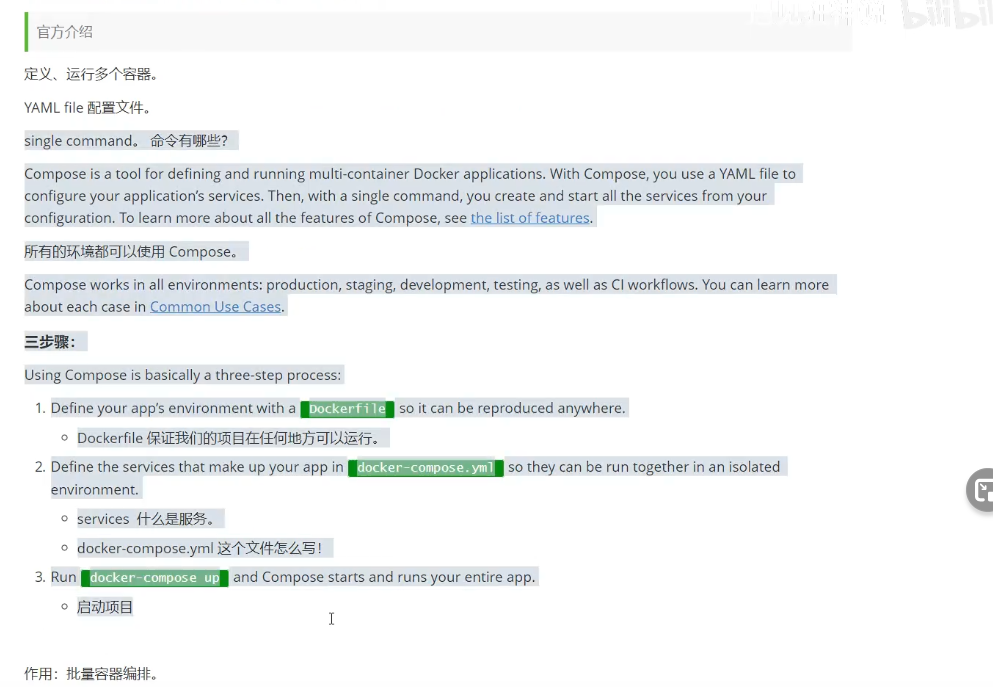 官方介绍
定义、运行多个容器。
YAML file 配置文件。
single command。 命令有哪些？
Compose is a tool for defining and running multi-container Docker applications. With Compose, you use a YAML file to
configure your application's services. Then, with a single command, you create and start all the services from your
configuration. To learn more about all the features of Compose, see the list of features.
所有的环境都可以使用 Compose。
Compose works in all environments: production, staging, development, testing, as well as CI workflows. You can learn more
about each case in Common Use Cases.
三步骤：
Using Compose is basically a three-step process:
1. Define your app's environment with a Dockerfile so it can be reproduced anywhere.
Dockerfile 保证我们的项目在任何地方可以运行。
2. Define the services that make up your app in docker-compose.yml so they can be run together in an isolated
environment.
services 什么是服务。
docker-compose.yml 这个文件怎么写！
3. Run docker-compose up and Compose starts and runs your entire app.
启动项目
作用：批量容器编排。